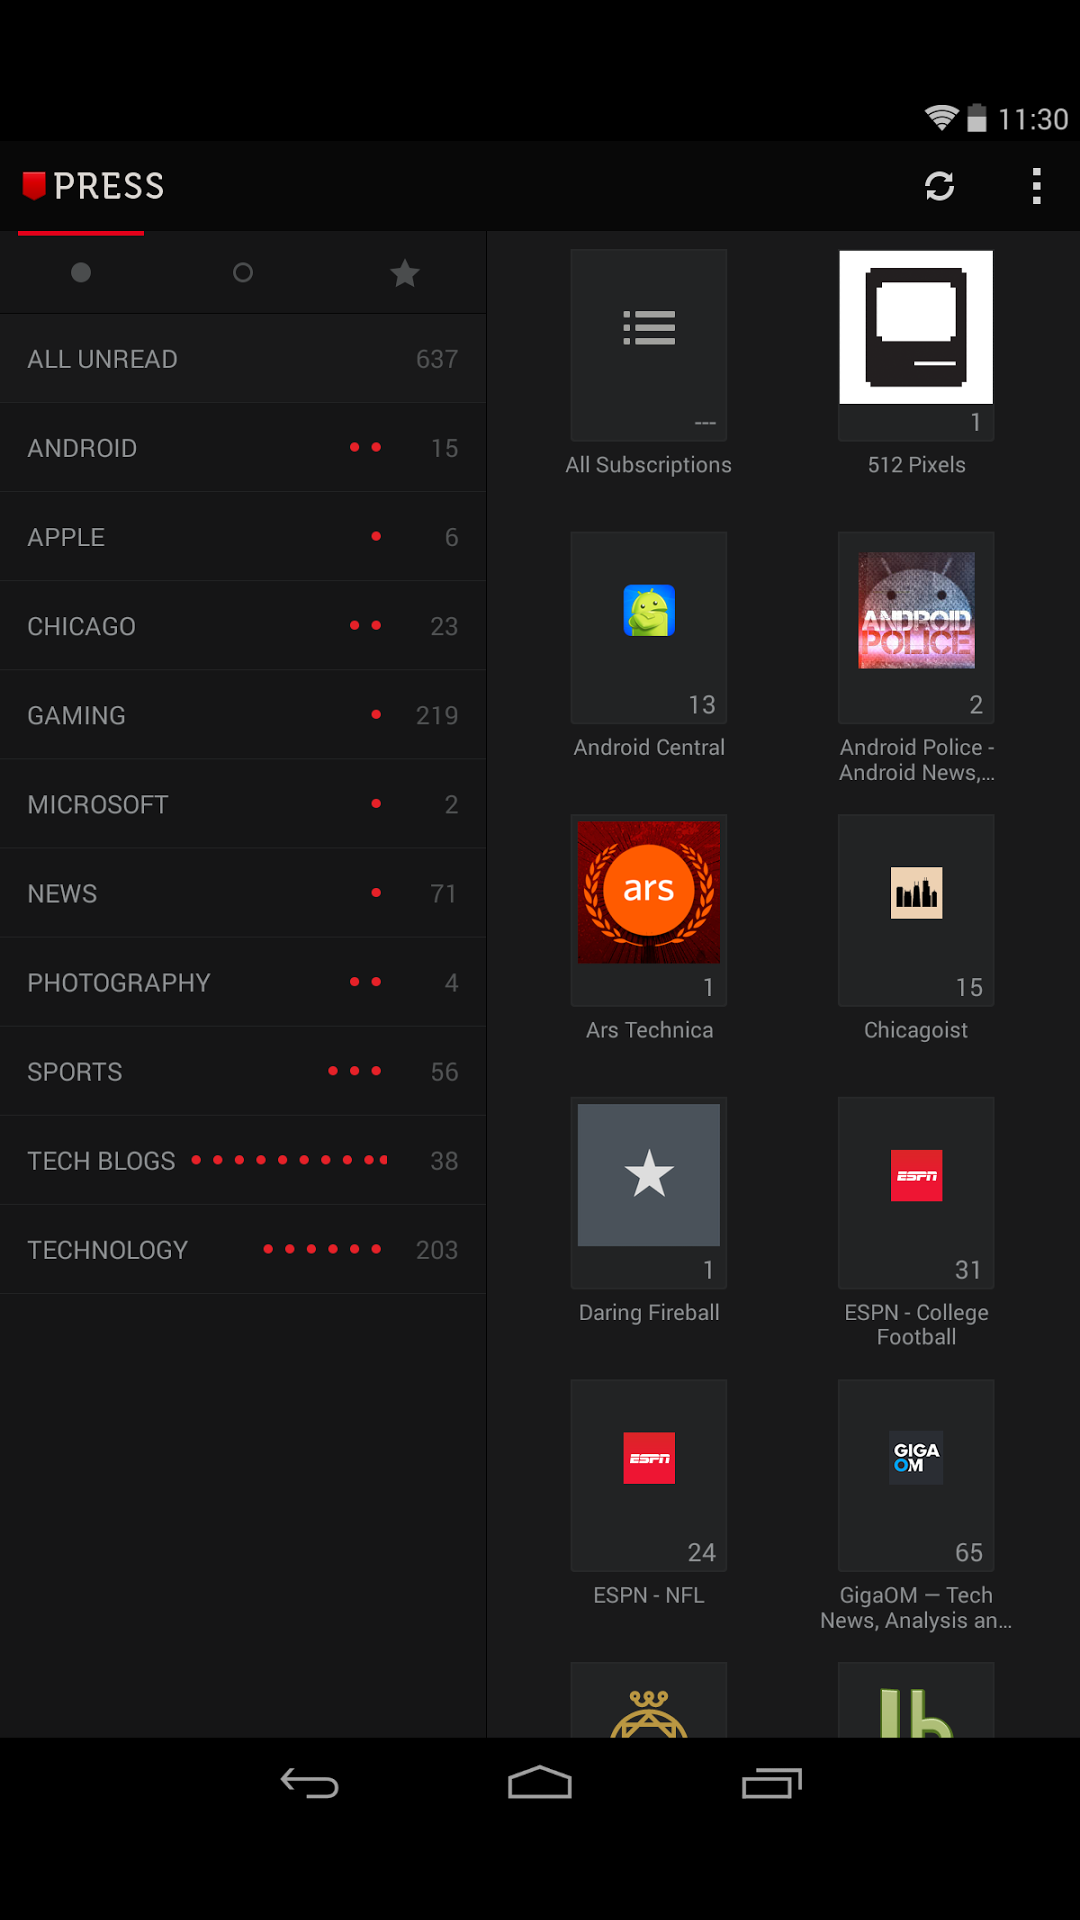 11:30
PRESS
ALL UNREAD 637
ANDROID 15
APPLE 6
CHICAGO 23
GAMING 219
MICROSOFT 2
NEWS 71
PHOTOGRAPHY 4
SPORTS 56
TECH BLOGS 38
TECHNOLOGY 203
---
All Subscriptions
1
512 Pixels
13
Android Central
ANDROID
POLICE
2
Android Police -
Android News,...
ars
1
Ars Technica
15
Chicagoist
1
Daring Fireball
ESPN
31
ESPN - College
Football
ESPN
24
ESPN - NFL
GIGA
OM
65
GigaOM — Tech
News, Analysis an...
lh